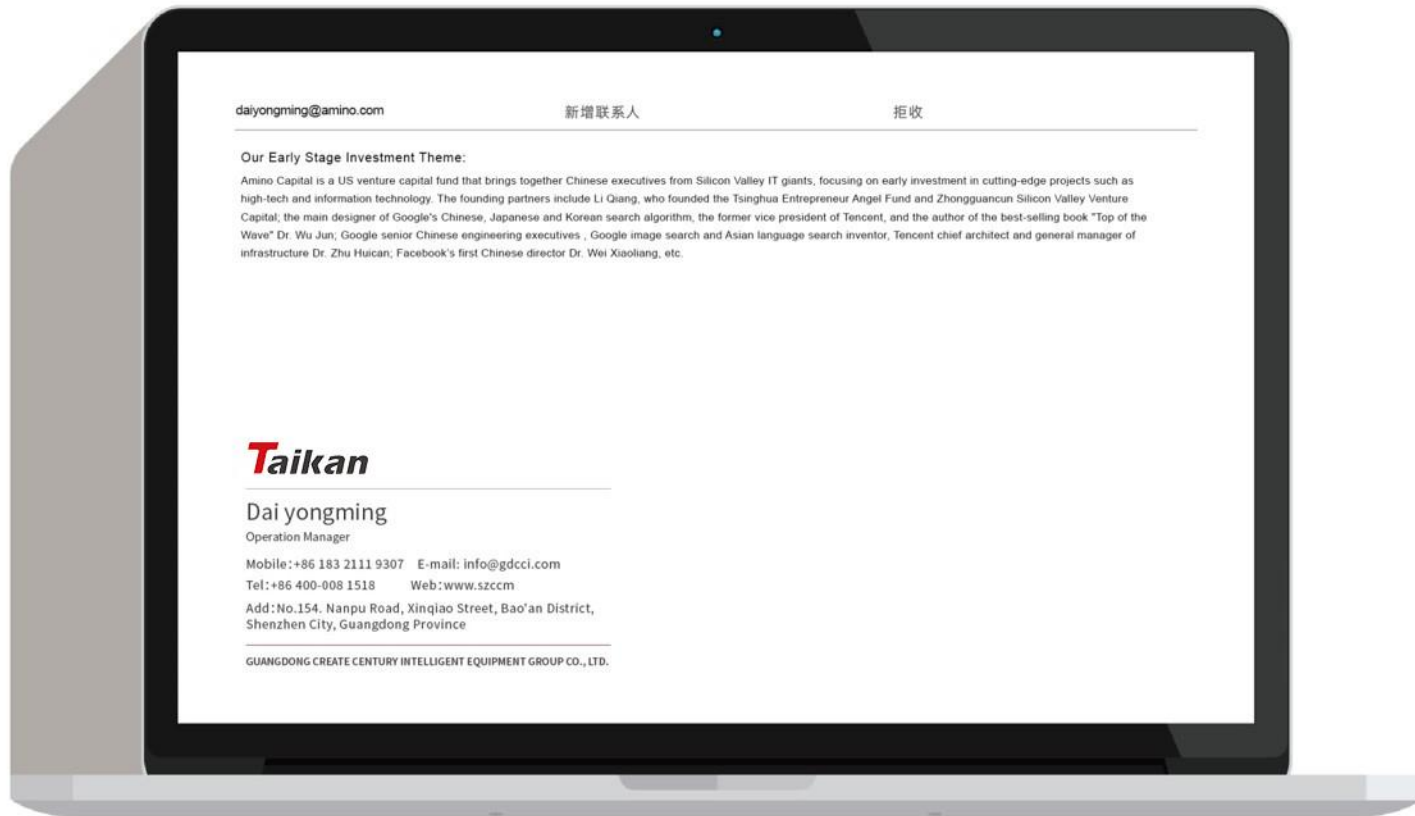 daiyongming@amino.com 新增联系人 拒收
Our Early Stage Investment Theme:
Amino Capital is a US venture capital fund that brings together Chinese executives from Silicon Valley IT giants, focusing on early investment in cutting-edge projects such as
high-tech and information technology. The founding partners include Li Qiang, who founded the Tsinghua Entrepreneur Angel Fund and Zhongguancun Silicon Valley Venture
Capital; the main designer of Google's Chinese, Japanese and Korean search algorithm, the former vice president of Tencent, and the author of the best-selling book "Top of the
Wave" Dr. Wu Jun; Google senior Chinese engineering executives , Google image search and Asian language search inventor, Tencent chief architect and general manager of
infrastructure Dr. Zhu Huican; Facebook's first Chinese director Dr. Wei Xiaoliang, etc.
Taikan
Dai yongming
Operation Manager
Mobile:+86 183 2111 9307 E-mail: info@gdcci.com
Tel:+86 400-008 1518 Web:www.szccm
Add:No.154. Nanpu Road, Xinqiao Street, Bao'an District,
Shenzhen City, Guangdong Province
GUANGDONG CREATE CENTURY INTELLIGENT EQUIPMENT GROUP CO., LTD.